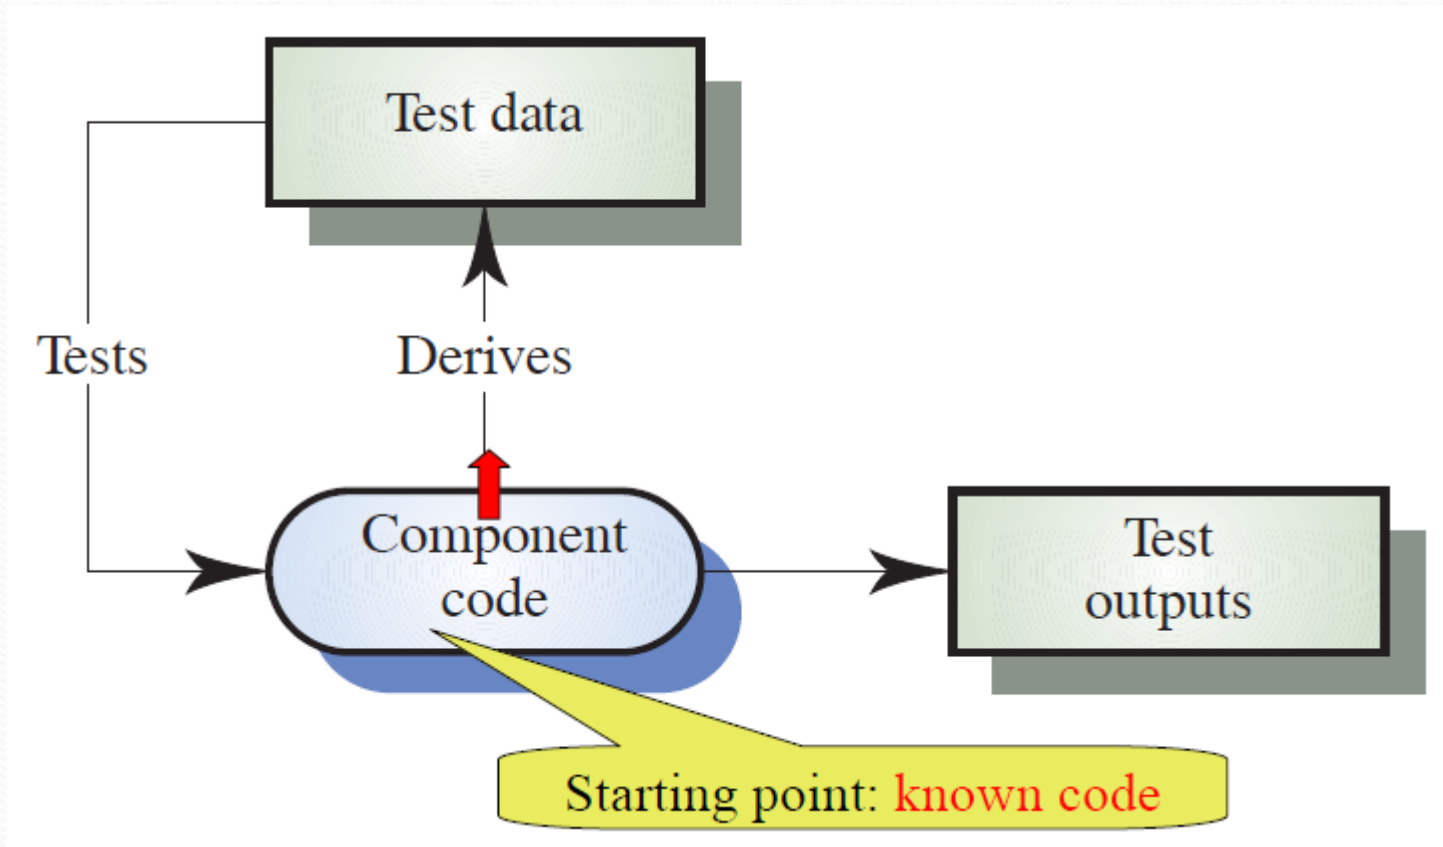 Test data
Tests
Derives
Component
code
Test
outputs
Starting point: known code